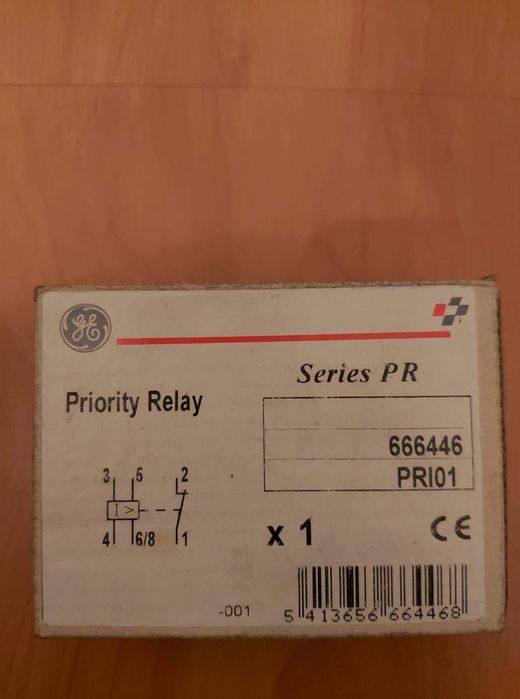 GE
Series PR
Priority Relay
666446
PRI01
3 5 2
I >
4 6/8 1
x 1 CE
-001
5 413656 664468